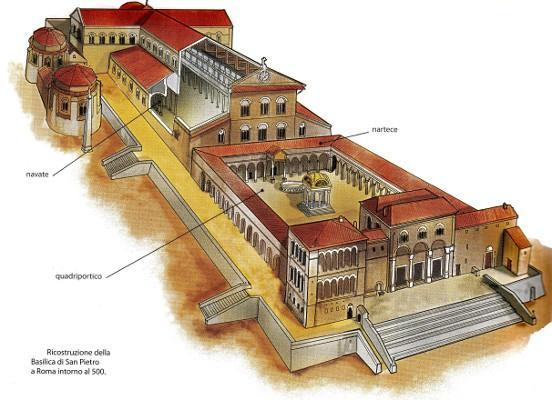 nartece
navate
quadriportico
Ricostruzione della
Basilica di San Pietro
a Roma intorno al 500.